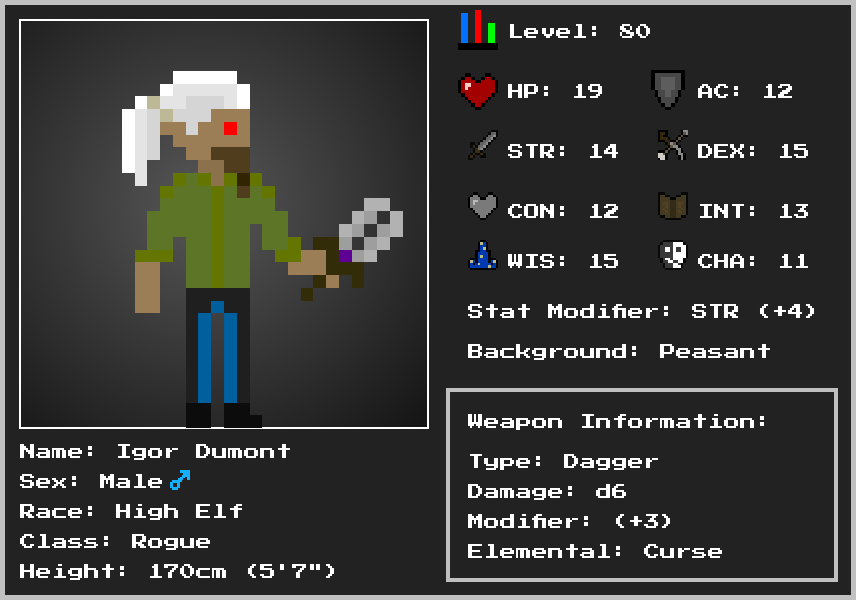 Level: 80
HP: 19 AC: 12
STR: 14 DEX: 15
CON: 12 INT: 13
WIS: 15 CHA: 11
Stat Modifier: STR (+4)
Background: Peasant
Weapon Information:
Type: Dagger
Damage: d6
Modifier: (+3)
Elemental: Curse
Name: Igor Dumont
Sex: Male♂
Race: High Elf
Class: Rogue
Height: 170cm (5'7")